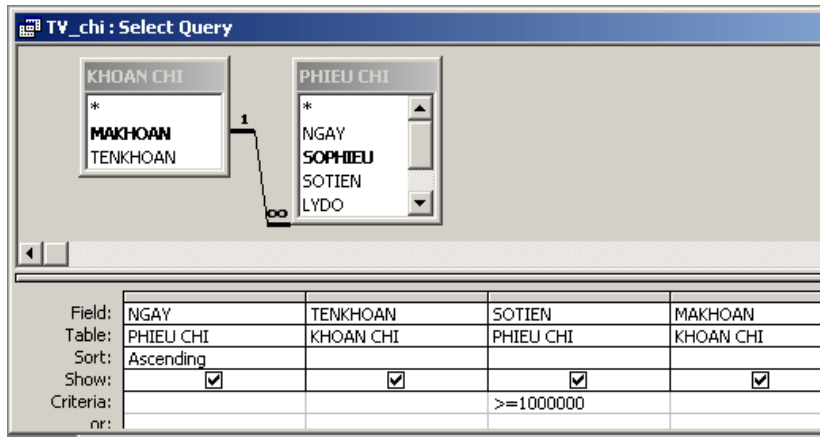 TV_chi : Select Query
KHOAN CHI
*
MAKHOAN
TENKHOAN
1
∞
PHIEU CHI
*
NGAY
SOPHIEU
SOTIEN
LYDO
Field: NGAY TENKHOAN SOTIEN MAKHOAN
Table: PHIEU CHI KHOAN CHI PHIEU CHI KHOAN CHI
Sort: Ascending
Show:
Criteria: >=1000000
or: